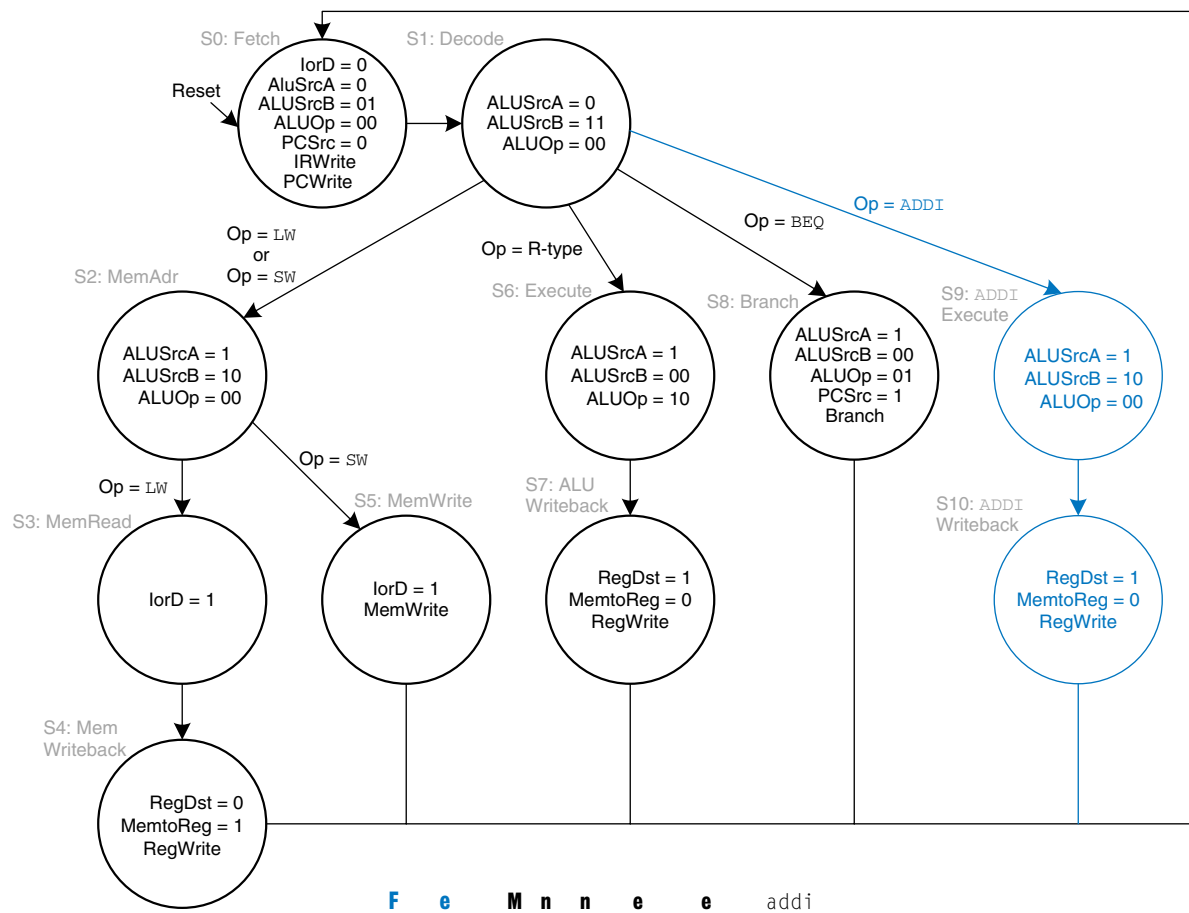 S0: Fetch
S1: Decode
Reset
IorD = 0
AluSrcA = 0
ALUSrcB = 01
ALUOp = 00
PCSrc = 0
IRWrite
PCWrite
ALUSrcA = 0
ALUSrcB = 11
ALUOp = 00
Op = ADDI
Op = BEQ
Op = LW
or
Op = SW
Op = R-type
S2: MemAdr
S6: Execute
S8: Branch
S9: ADDI
Execute
ALUSrcA = 1
ALUSrcB = 10
ALUOp = 00
ALUSrcA = 1
ALUSrcB = 00
ALUOp = 10
ALUSrcA = 1
ALUSrcB = 00
ALUOp = 01
PCSrc = 1
Branch
ALUSrcA = 1
ALUSrcB = 10
ALUOp = 00
Op = SW
Op = LW
S3: MemRead
S5: MemWrite
S7: ALU
Writeback
S10: ADDI
Writeback
IorD = 1
IorD = 1
MemWrite
RegDst = 1
MemtoReg = 0
RegWrite
RegDst = 1
MemtoReg = 0
RegWrite
S4: Mem
Writeback
RegDst = 0
MemtoReg = 1
RegWrite
F e M n n e e addi